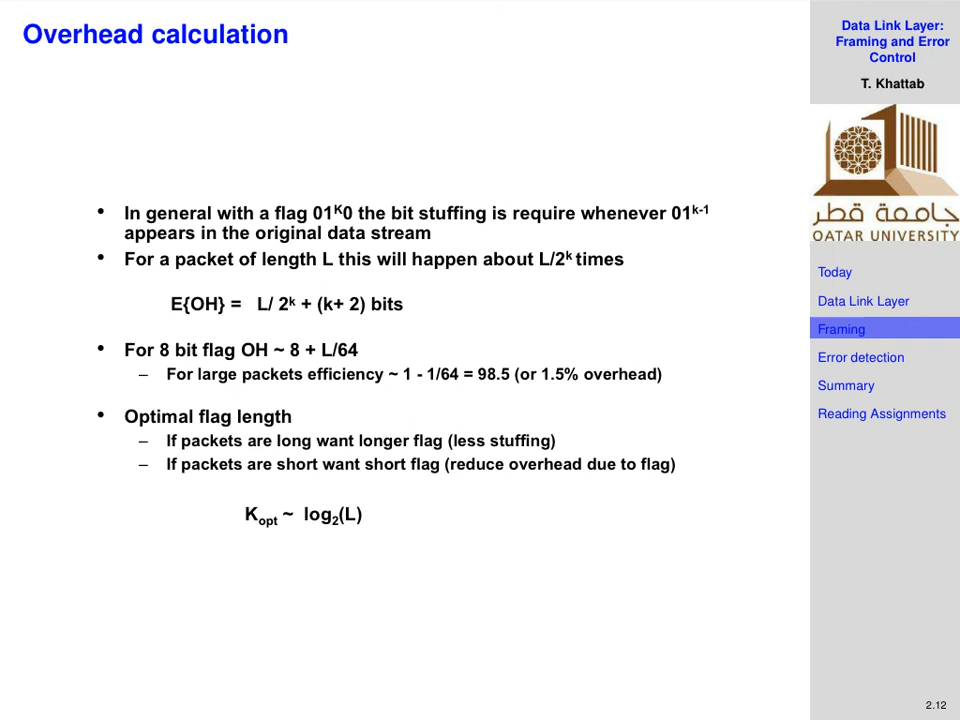 Overhead calculation
• In general with a flag 01ᴷ0 the bit stuffing is require whenever 01ᵏ⁻¹
appears in the original data stream
• For a packet of length L this will happen about L/2ᵏ times
E{OH} = L/ 2ᵏ + (k+ 2) bits
• For 8 bit flag OH ~ 8 + L/64
– For large packets efficiency ~ 1 - 1/64 = 98.5 (or 1.5% overhead)
• Optimal flag length
– If packets are long want longer flag (less stuffing)
– If packets are short want short flag (reduce overhead due to flag)
Kopt ~ log₂(L)
Data Link Layer:
Framing and Error
Control
T. Khattab
جامعة قطر
QATAR UNIVERSITY
Today
Data Link Layer
Framing
Error detection
Summary
Reading Assignments
2.12